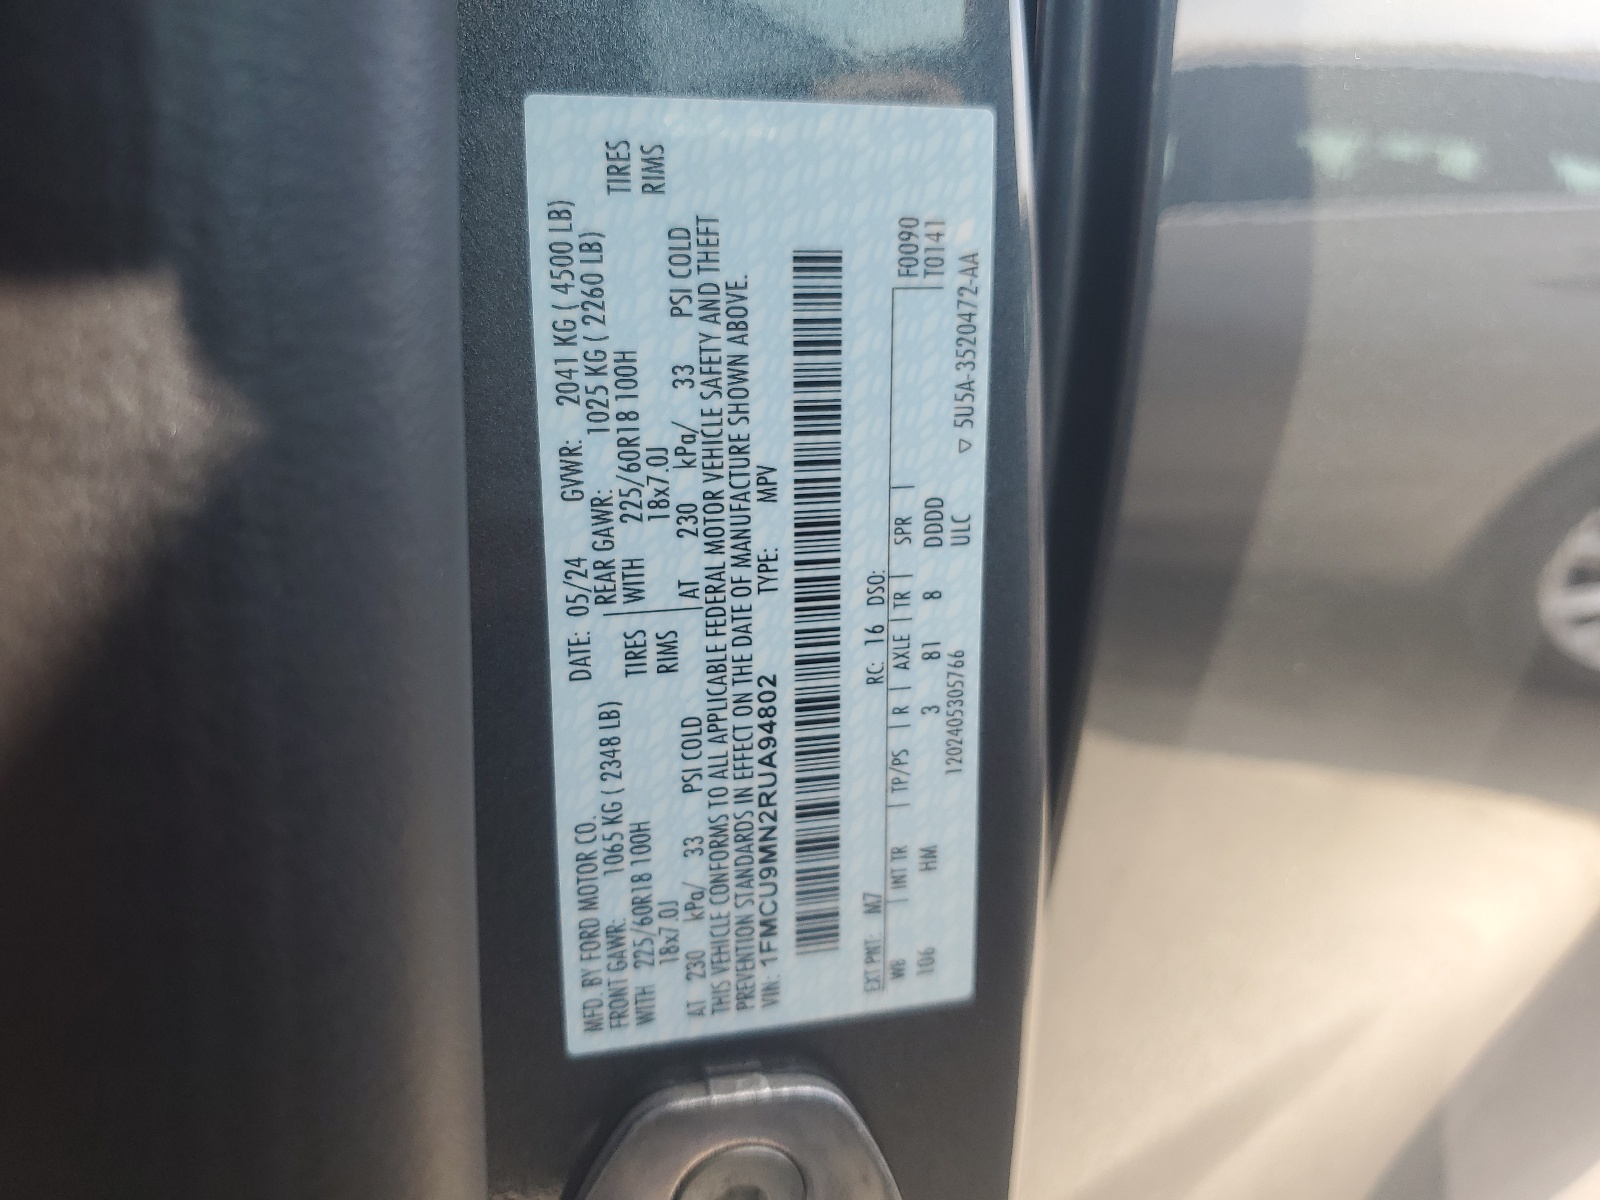 MFD. BY FORD MOTOR CO.
DATE: 05/24 GVWR: 2041 KG ( 4500 LB)
FRONT GAWR: 1065 KG ( 2348 LB) REAR GAWR: 1025 KG ( 2260 LB)
WITH 225/60R18 100H TIRES WITH 225/60R18 100H TIRES
18x7.0J RIMS 18x7.0J RIMS
AT 230 kPa/ 33 PSI COLD AT 230 kPa/ 33 PSI COLD
THIS VEHICLE CONFORMS TO ALL APPLICABLE FEDERAL MOTOR VEHICLE SAFETY AND THEFT
PREVENTION STANDARDS IN EFFECT ON THE DATE OF MANUFACTURE SHOWN ABOVE.
VIN: 1FMCU9MN2RUA94802 TYPE: MPV
EXT PNT: M7 RC: 16 DSO:
WB | INT TR | TP/PS | R | AXLE | TR | SPR | F0090
106 HM 3 81 8 DDDD T0141
120240530576​6 ULC
▽ 5U5A-3520472-AA